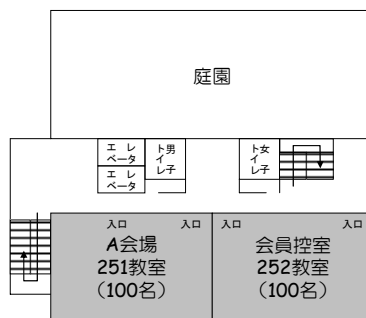 庭園
エレベータ
男子トイレ
女子トイレ
エレベータ
入口
入口
入口
入口
A会場
251教室
（100名）
会員控室
252教室
（100名）